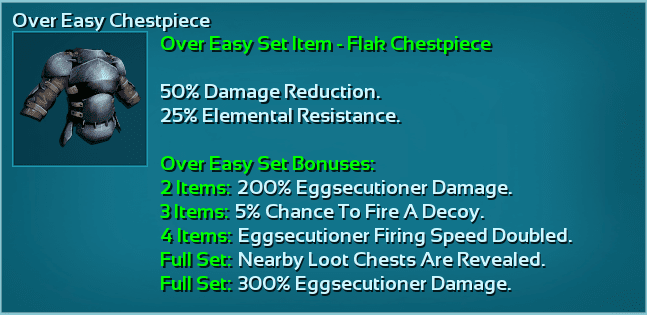 Over Easy Chestpiece
Over Easy Set Item - Flak Chestpiece
50% Damage Reduction.
25% Elemental Resistance.
Over Easy Set Bonuses:
2 Items: 200% Eggsecutioner Damage.
3 Items: 5% Chance To Fire A Decoy.
4 Items: Eggsecutioner Firing Speed Doubled.
Full Set: Nearby Loot Chests Are Revealed.
Full Set: 300% Eggsecutioner Damage.